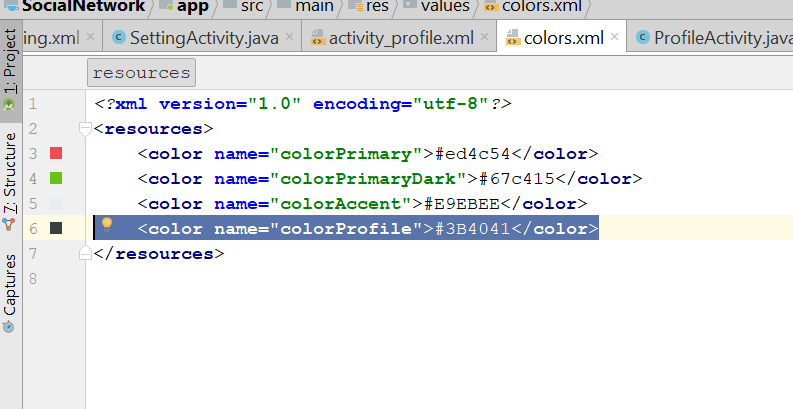 SocialNetwork app src main res values colors.xml
ing.xml SettingActivity.java activity_profile.xml colors.xml ProfileActivity.java
resources
1: Project
7: Structure
Captures
1 <?xml version="1.0" encoding="utf-8"?>
2 <resources>
3 <color name="colorPrimary">#ed4c54</color>
4 <color name="colorPrimaryDark">#67c415</color>
5 <color name="colorAccent">#E9EBEE</color>
6 <color name="colorProfile">#3B4041</color>
7 </resources>
8